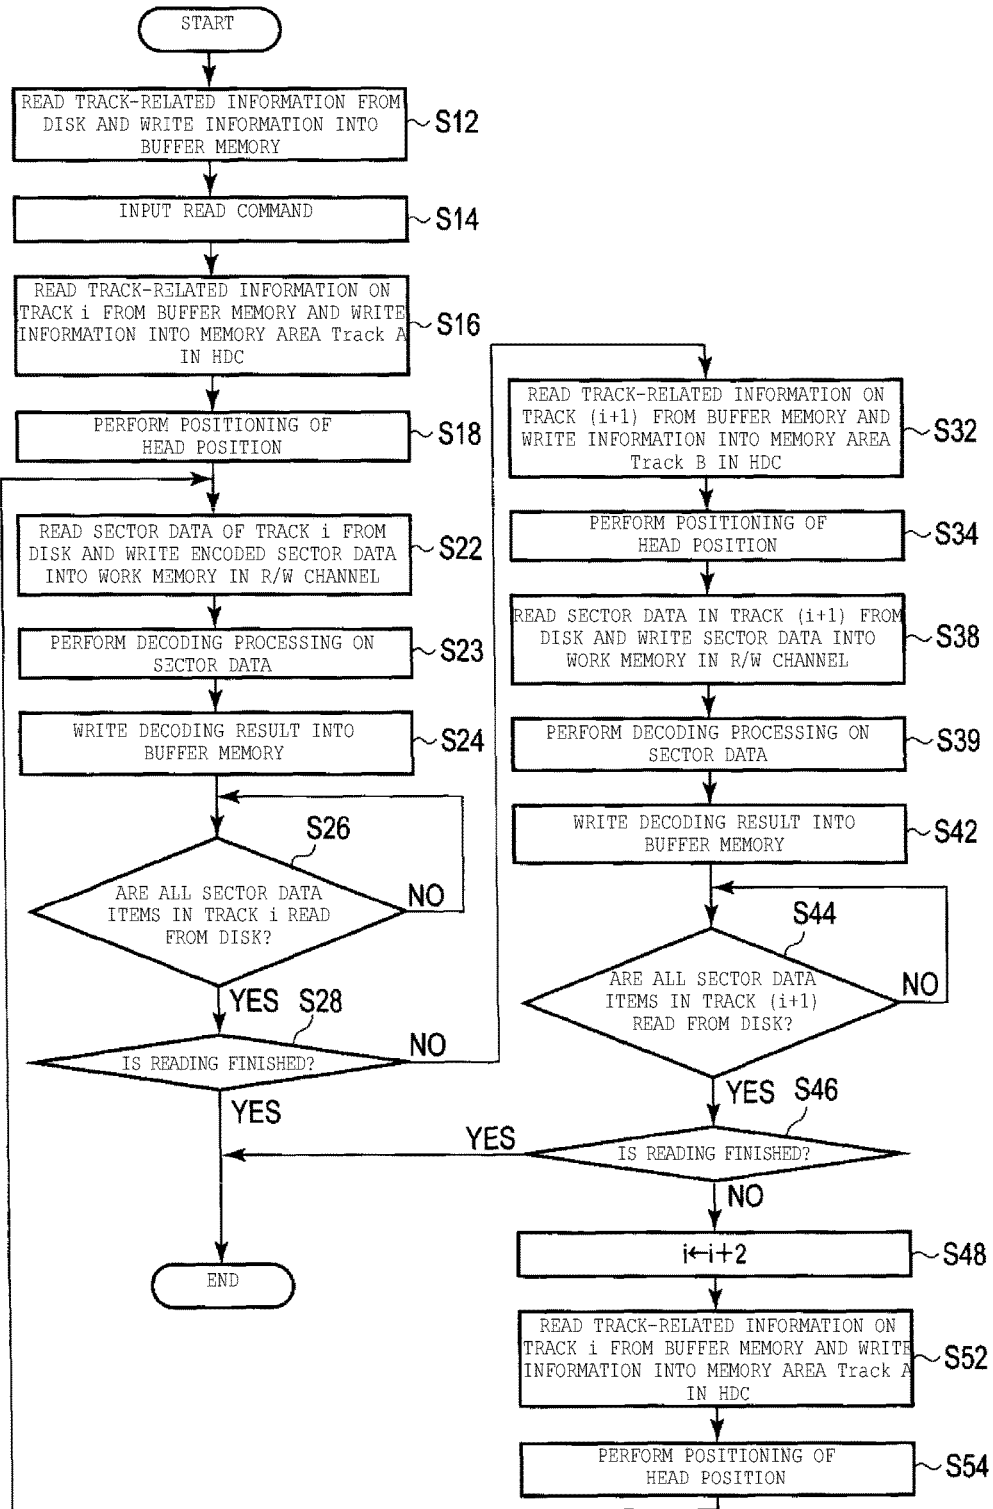 START
READ TRACK-RELATED INFORMATION FROM
DISK AND WRITE INFORMATION INTO
BUFFER MEMORY
S12
INPUT READ COMMAND
S14
READ TRACK-RELATED INFORMATION ON
TRACK i FROM BUFFER MEMORY AND WRITE
INFORMATION INTO MEMORY AREA Track A
IN HDC
S16
PERFORM POSITIONING OF
HEAD POSITION
S18
READ SECTOR DATA OF TRACK i FROM
DISK AND WRITE ENCODED SECTOR DATA
INTO WORK MEMORY IN R/W CHANNEL
S22
PERFORM DECODING PROCESSING ON
SECTOR DATA
S23
WRITE DECODING RESULT INTO
BUFFER MEMORY
S24
S26
ARE ALL SECTOR DATA
ITEMS IN TRACK i READ
FROM DISK?
NO
YES
S28
IS READING FINISHED?
NO
YES
END
READ TRACK-RELATED INFORMATION ON
TRACK (i+1) FROM BUFFER MEMORY AND
WRITE INFORMATION INTO MEMORY AREA
Track B IN HDC
S32
PERFORM POSITIONING OF
HEAD POSITION
S34
READ SECTOR DATA IN TRACK (i+1) FROM
DISK AND WRITE SECTOR DATA INTO
WORK MEMORY IN R/W CHANNEL
S38
PERFORM DECODING PROCESSING ON
SECTOR DATA
S39
WRITE DECODING RESULT INTO
BUFFER MEMORY
S42
S44
ARE ALL SECTOR DATA
ITEMS IN TRACK (i+1)
READ FROM DISK?
NO
YES
S46
YES
IS READING FINISHED?
NO
i←i+2
S48
READ TRACK-RELATED INFORMATION ON
TRACK i FROM BUFFER MEMORY AND WRITE
INFORMATION INTO MEMORY AREA Track A
IN HDC
S52
PERFORM POSITIONING OF
HEAD POSITION
S54